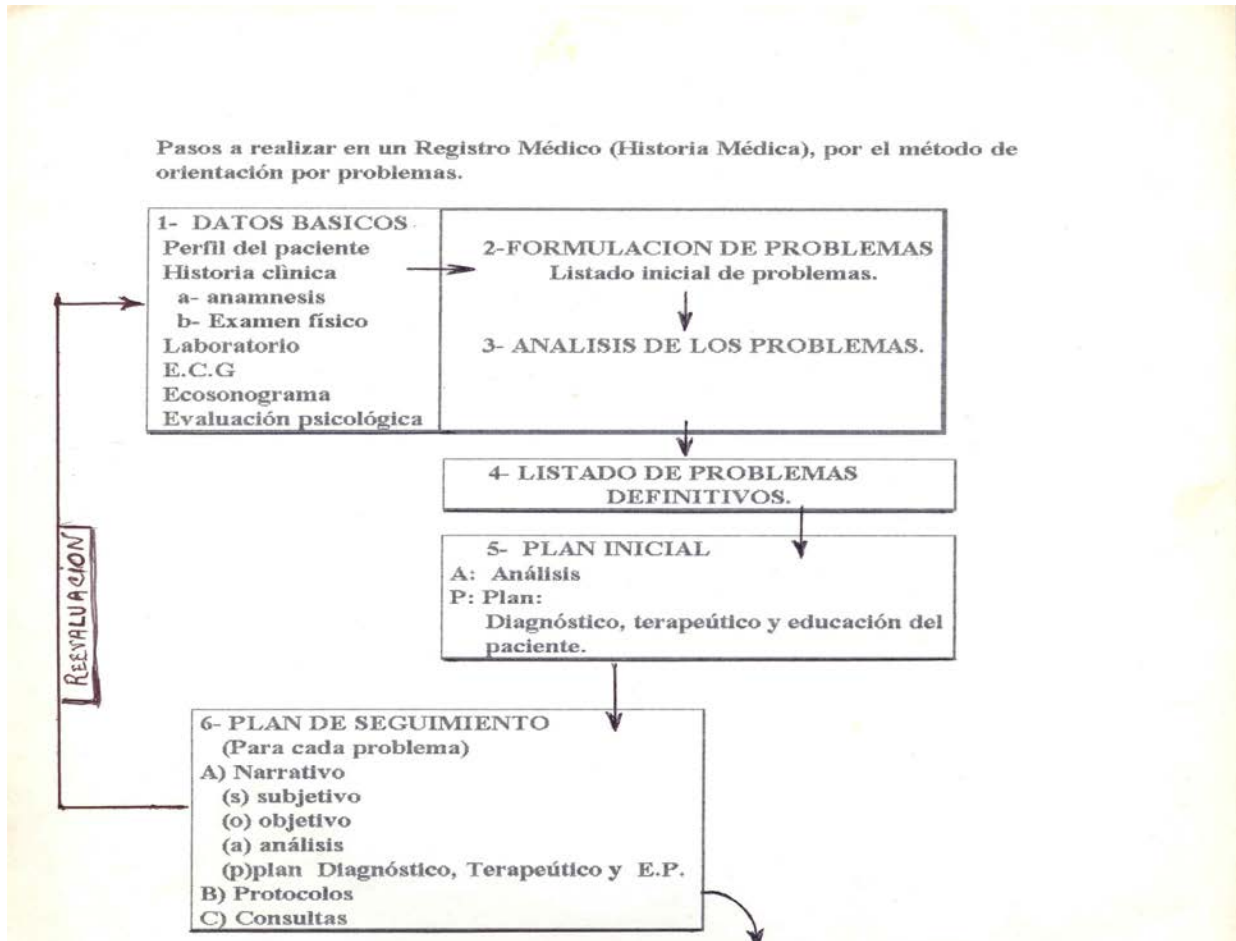 Pasos a realizar en un Registro Médico (Historia Médica), por el método de
orientación por problemas.
1- DATOS BASICOS
Perfil del paciente
Historia clìnica
a- anamnesis
b- Examen físico
Laboratorio
E.C.G
Ecosonograma
Evaluación psicológica
2-FORMULACION DE PROBLEMAS
Listado inicial de problemas.
3- ANALISIS DE LOS PROBLEMAS.
4- LISTADO DE PROBLEMAS
DEFINITIVOS.
5- PLAN INICIAL
A: Análisis
P: Plan:
Diagnóstico, terapeútico y educación del
paciente.
REEVALUACION
6- PLAN DE SEGUIMIENTO
(Para cada problema)
A) Narrativo
(s) subjetivo
(o) objetivo
(a) análisis
(p)plan Diagnóstico, Terapeútico y E.P.
B) Protocolos
C) Consultas